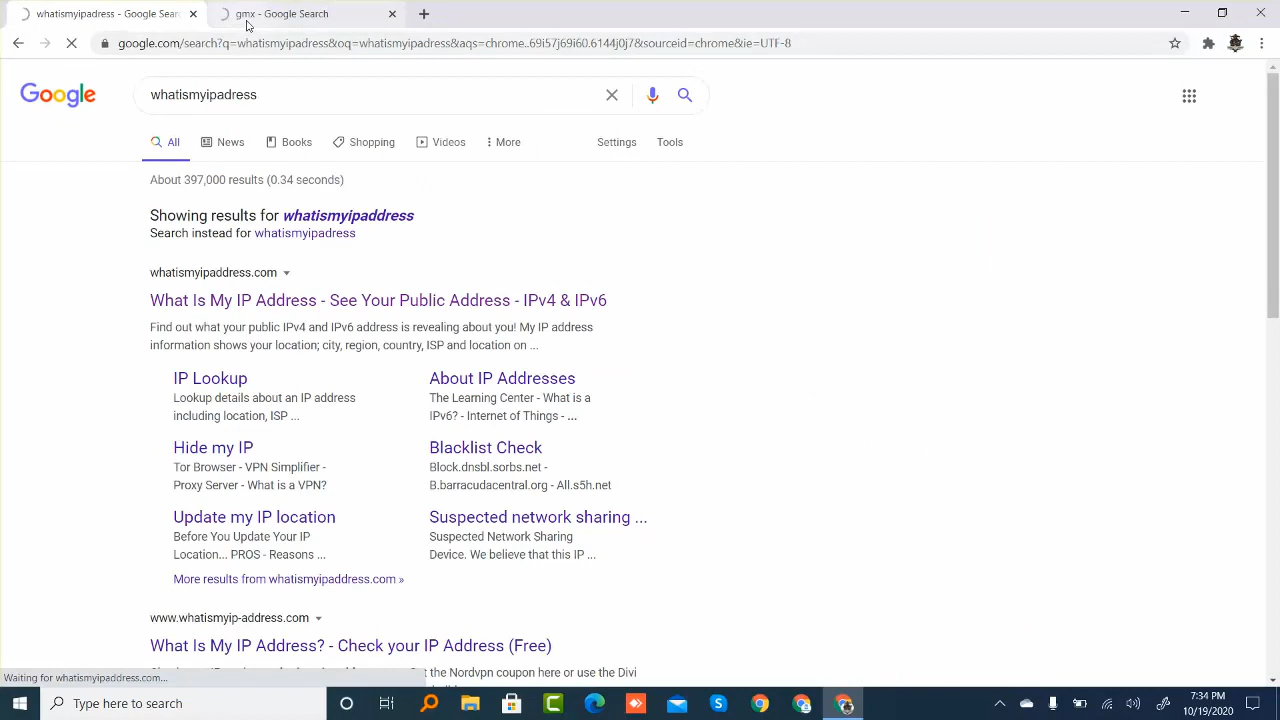 whatismyipadress - Google Sear
gmx - Google Search
google.com/search?q=whatismyipadress&oq=whatismyipadress&aqs=chrome..69i57j69i60.6144j0j7&sourceid=chrome&ie=UTF-8
Google
whatismyipadress
All
News
Books
Shopping
Videos
More
Settings
Tools
About 397,000 results (0.34 seconds)
Showing results for whatismyipaddress
Search instead for whatismyipadress
whatismyipaddress.com
What Is My IP Address - See Your Public Address - IPv4 & IPv6
Find out what your public IPv4 and IPv6 address is revealing about you! My IP address
information shows your location; city, region, country, ISP and location on ...
IP Lookup
Lookup details about an IP address
including location, ISP ...
About IP Addresses
The Learning Center - What is a
IPv6? - Internet of Things - ...
Hide my IP
Tor Browser - VPN Simplifier -
Proxy Server - What is a VPN?
Blacklist Check
Block.dnsbl.sorbs.net -
B.barracudacentral.org - All.s5h.net
Update my IP location
Before You Update Your IP
Location... PROS - Reasons ...
Suspected network sharing ...
Suspected Network Sharing
Device. We believe that this IP ...
More results from whatismyipaddress.com »
www.whatismyip-address.com
What Is My IP Address? - Check your IP Address (Free)
t the Nordvpn coupon here or use the Divi
Waiting for whatismyipaddress.com...
Type here to search
7:34 PM
10/19/2020